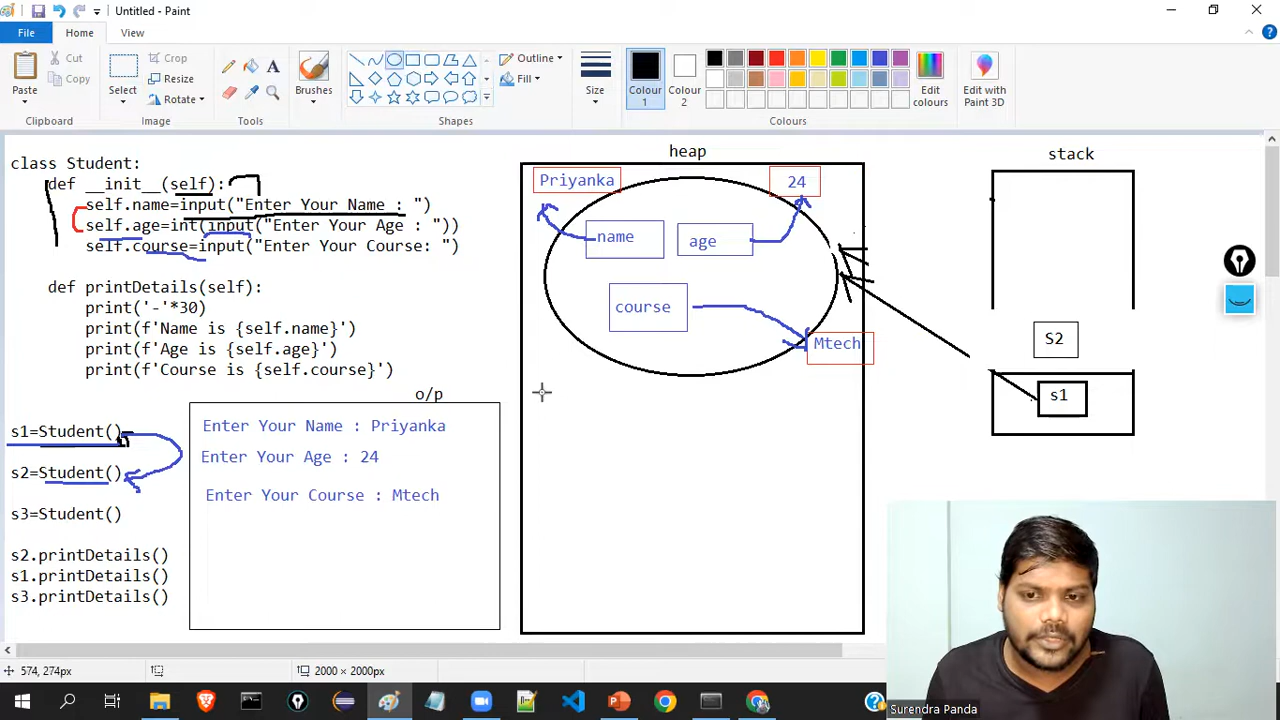 Untitled - Paint
File
Home
View
Paste
Cut
Copy
Clipboard
Select
Crop
Resize
Rotate
Image
Tools
Brushes
Shapes
Outline
Fill
Size
Colour 1
Colour 2
Colours
Edit colours
Edit with Paint 3D
class Student:
def __init__(self):
self.name=input("Enter Your Name : ")
self.age=int(input("Enter Your Age : "))
self.course=input("Enter Your Course: ")
def printDetails(self):
print('-'*30)
print(f'Name is {self.name}')
print(f'Age is {self.age}')
print(f'Course is {self.course}')
s1=Student()
s2=Student()
s3=Student()
s2.printDetails()
s1.printDetails()
s3.printDetails()
o/p
Enter Your Name : Priyanka
Enter Your Age : 24
Enter Your Course : Mtech
heap
Priyanka
24
name
age
course
Mtech
stack
S2
s1
574, 274px
2000 × 2000px
Surendra Panda